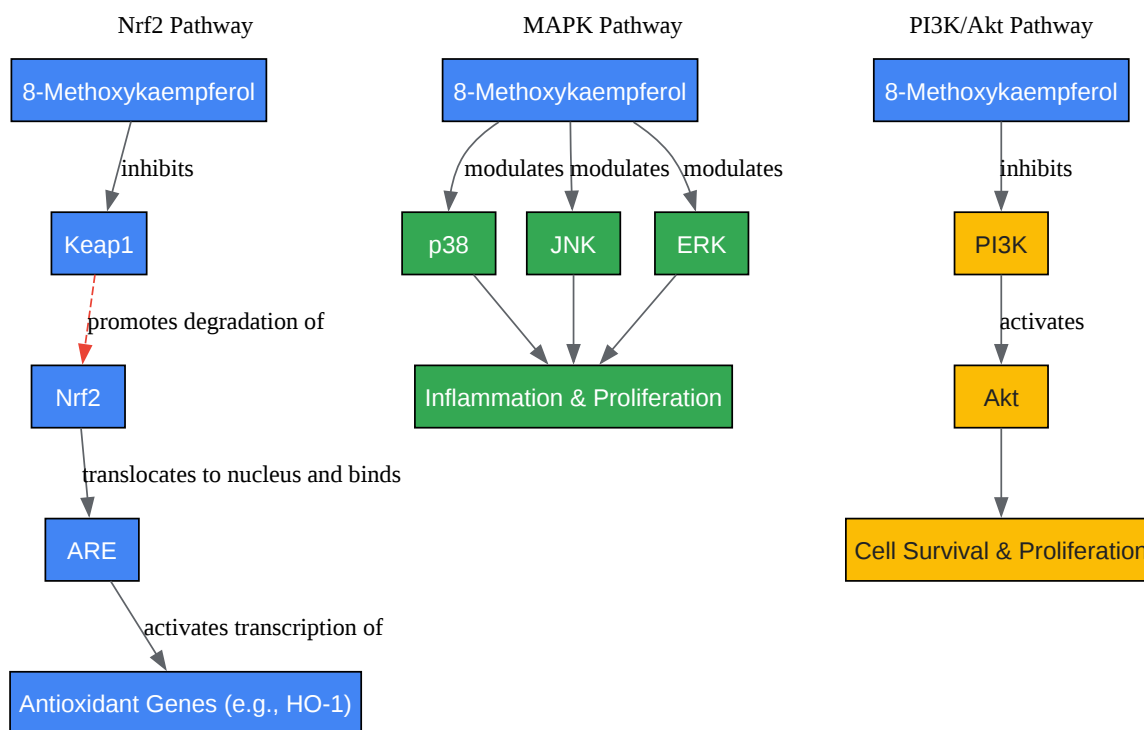 Nrf2 Pathway
8-Methoxykaempferol
inhibits
Keap1
promotes degradation of
Nrf2
translocates to nucleus and binds
ARE
activates transcription of
Antioxidant Genes (e.g., HO-1)
MAPK Pathway
8-Methoxykaempferol
modulates
modulates
modulates
p38
JNK
ERK
Inflammation & Proliferation
PI3K/Akt Pathway
8-Methoxykaempferol
inhibits
PI3K
activates
Akt
Cell Survival & Proliferation